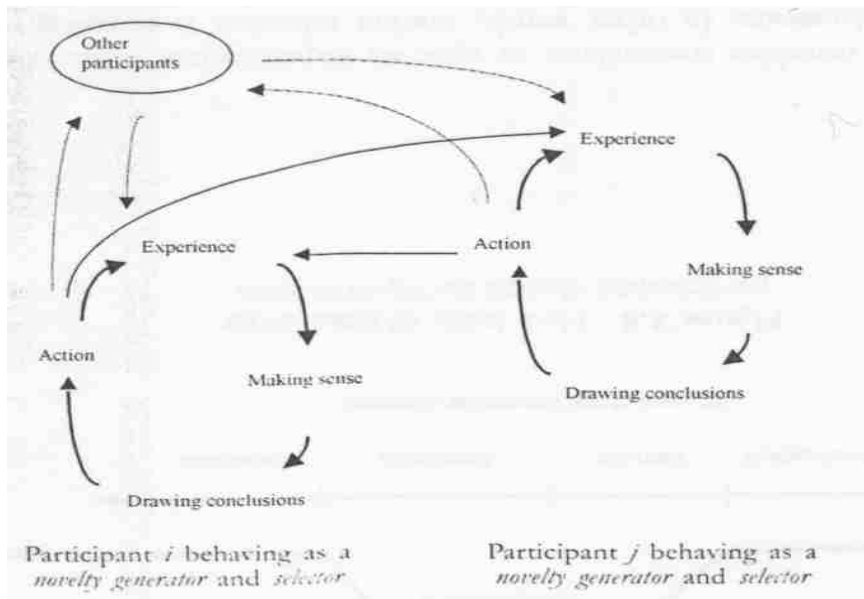 Other
participants
Experience
Experience
Action
Making sense
Action
Making sense
Drawing conclusions
Drawing conclusions
Participant i behaving as a
novelty generator and selector
Participant j behaving as a
novelty generator and selector